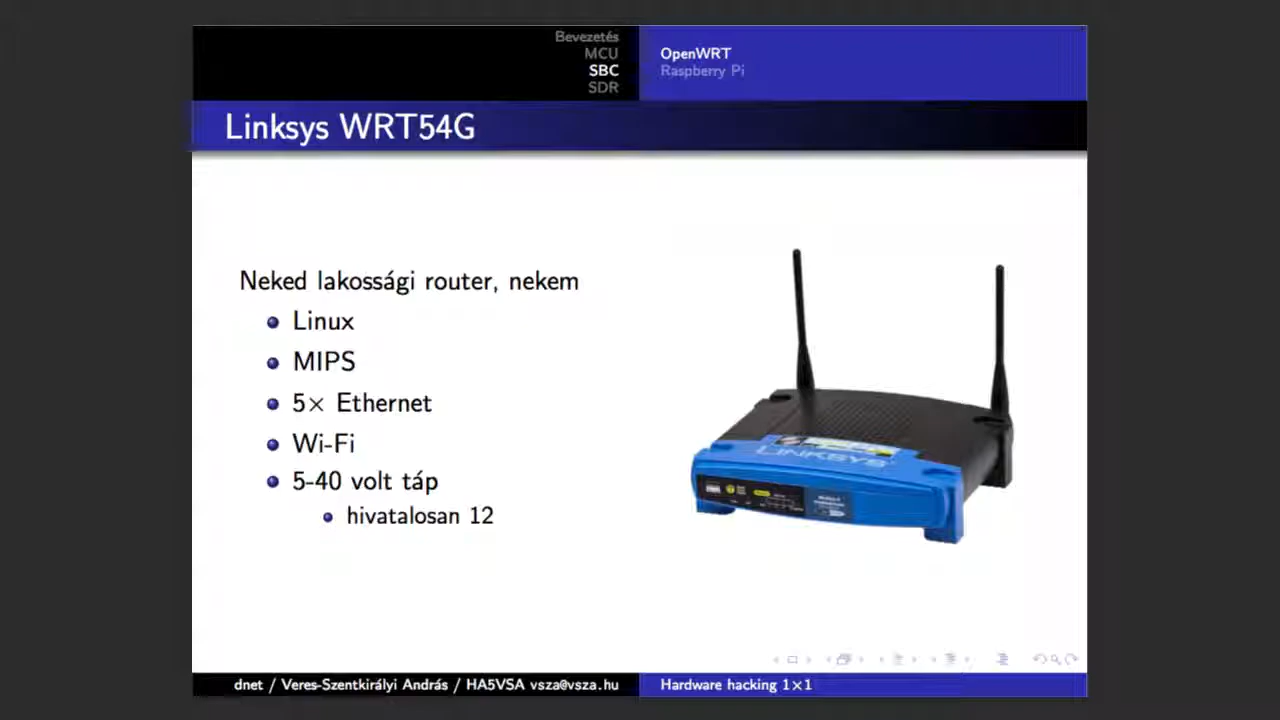 Bevezetés
MCU
SBC
SDR
OpenWRT
Raspberry Pi
Linksys WRT54G
Neked lakossági router, nekem
Linux
MIPS
5× Ethernet
Wi-Fi
5-40 volt táp
hivatalosan 12
LINKSYS
dnet / Veres-Szentkirályi András / HA5VSA vsza@vsza.hu
Hardware hacking 1×1